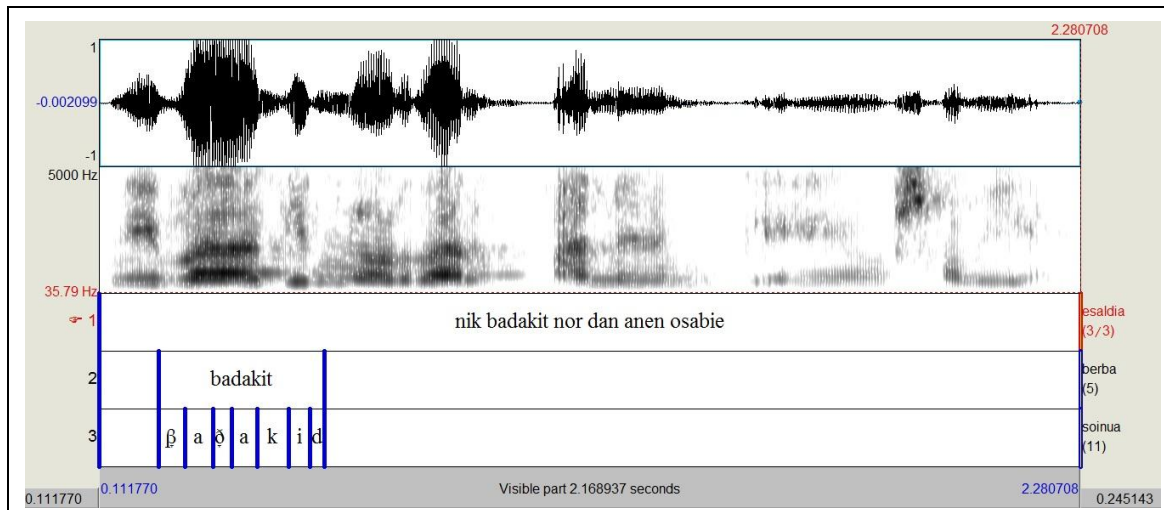 2.280708
1
-0.002099
-1
5000 Hz
35.79 Hz
1 nik badakit nor dan anen osabie esaldia (3/3)
2 badakit berba (5)
3 β̞ a ð̞ a k i d soinua (11)
0.111770 0.111770 Visible part 2.168937 seconds 2.280708 0.245143